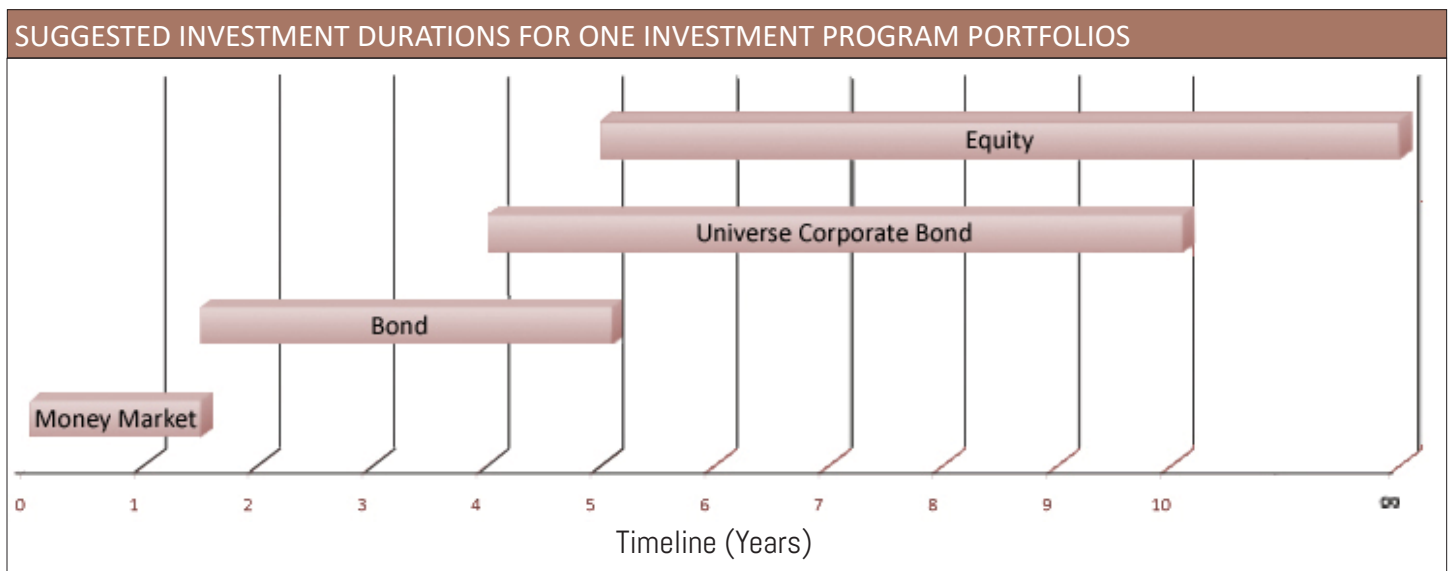 SUGGESTED INVESTMENT DURATIONS FOR ONE INVESTMENT PROGRAM PORTFOLIOS
Equity
Universe Corporate Bond
Bond
Money Market
0 1 2 3 4 5 6 7 8 9 10 ∞
Timeline (Years)